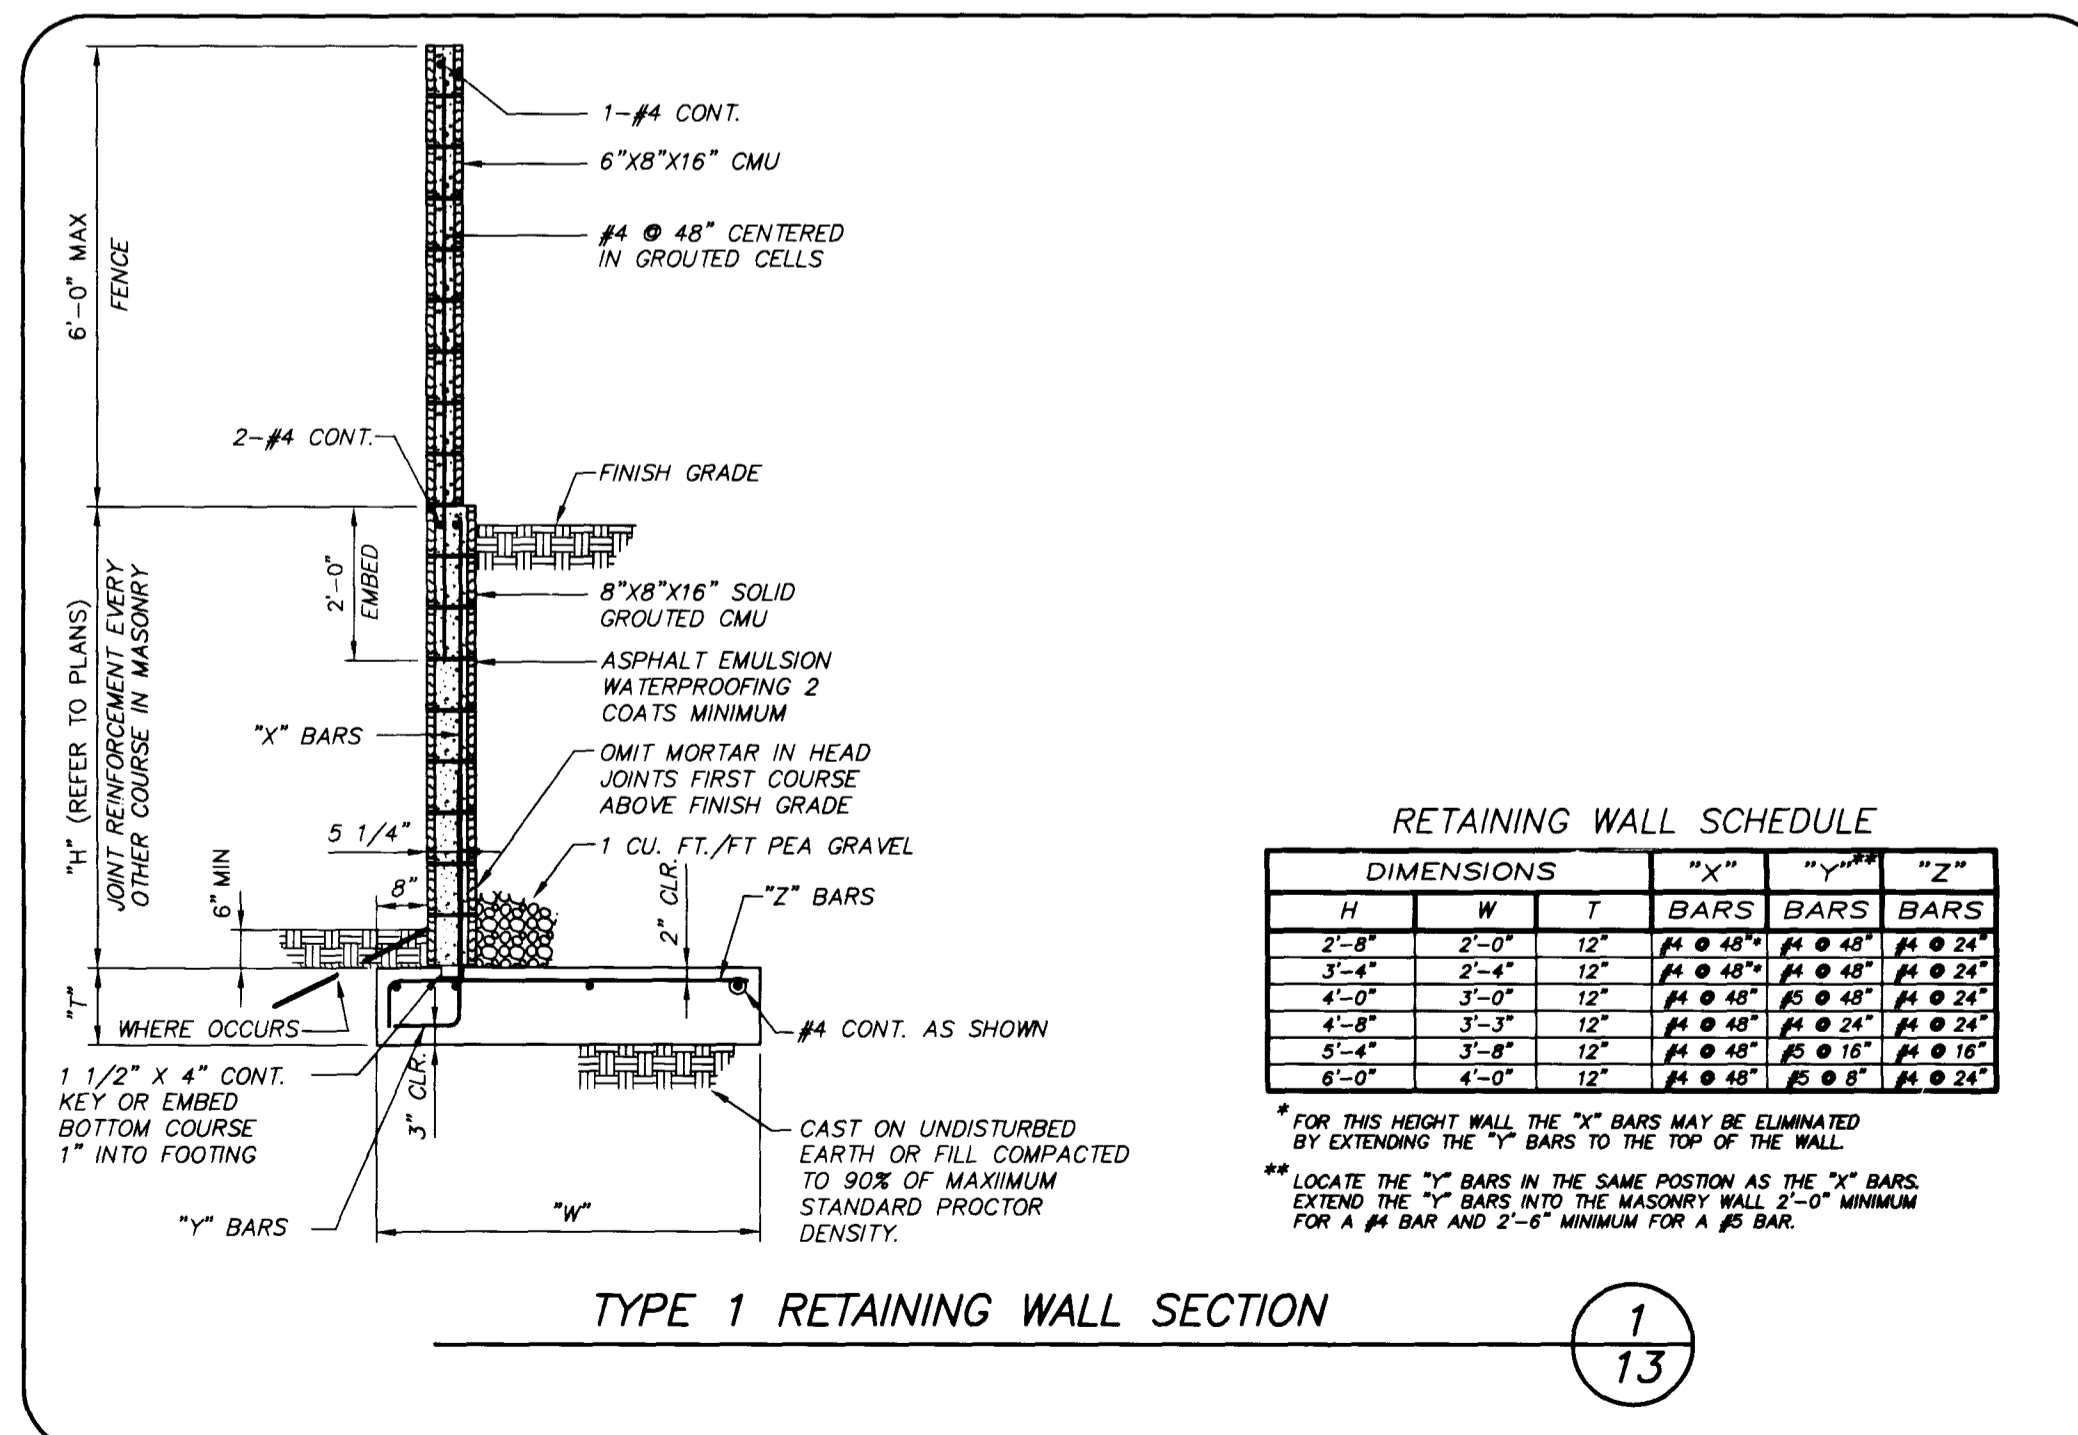 1-#4 CONT.
6"X8"X16" CMU
#4 @ 48" CENTERED
IN GROUTED CELLS
6'-0" MAX
FENCE
2-#4 CONT.
FINISH GRADE
2'-0"
EMBED
8"X8"X16" SOLID
GROUTED CMU
ASPHALT EMULSION
WATERPROOFING 2
COATS MINIMUM
"H" (REFER TO PLANS)
JOINT REINFORCEMENT EVERY
OTHER COURSE IN MASONRY
"X" BARS
OMIT MORTAR IN HEAD
JOINTS FIRST COURSE
ABOVE FINISH GRADE
5 1/4"
1 CU. FT./FT PEA GRAVEL
6" MIN
8"
2" CLR.
"Z" BARS
"T"
WHERE OCCURS
#4 CONT. AS SHOWN
1 1/2" X 4" CONT.
KEY OR EMBED
BOTTOM COURSE
1" INTO FOOTING
3" CLR.
CAST ON UNDISTURBED
EARTH OR FILL COMPACTED
TO 90% OF MAXIIMUM
STANDARD PROCTOR
DENSITY.
"Y" BARS
"W"
RETAINING WALL SCHEDULE
DIMENSIONS "X" "Y"** "Z"
H W T BARS BARS BARS
2'-8" 2'-0" 12" #4 @ 48"* #4 @ 48" #4 @ 24"
3'-4" 2'-4" 12" #4 @ 48"* #4 @ 48" #4 @ 24"
4'-0" 3'-0" 12" #4 @ 48" #5 @ 48" #4 @ 24"
4'-8" 3'-3" 12" #4 @ 48" #4 @ 24" #4 @ 24"
5'-4" 3'-8" 12" #4 @ 48" #5 @ 16" #4 @ 16"
6'-0" 4'-0" 12" #4 @ 48" #5 @ 8" #4 @ 24"
* FOR THIS HEIGHT WALL THE "X" BARS MAY BE ELIMINATED
BY EXTENDING THE "Y" BARS TO THE TOP OF THE WALL.
** LOCATE THE "Y" BARS IN THE SAME POSTION AS THE "X" BARS.
EXTEND THE "Y" BARS INTO THE MASONRY WALL 2'-0" MINIMUM
FOR A #4 BAR AND 2'-6" MINIMUM FOR A #5 BAR.
TYPE 1 RETAINING WALL SECTION
1
13